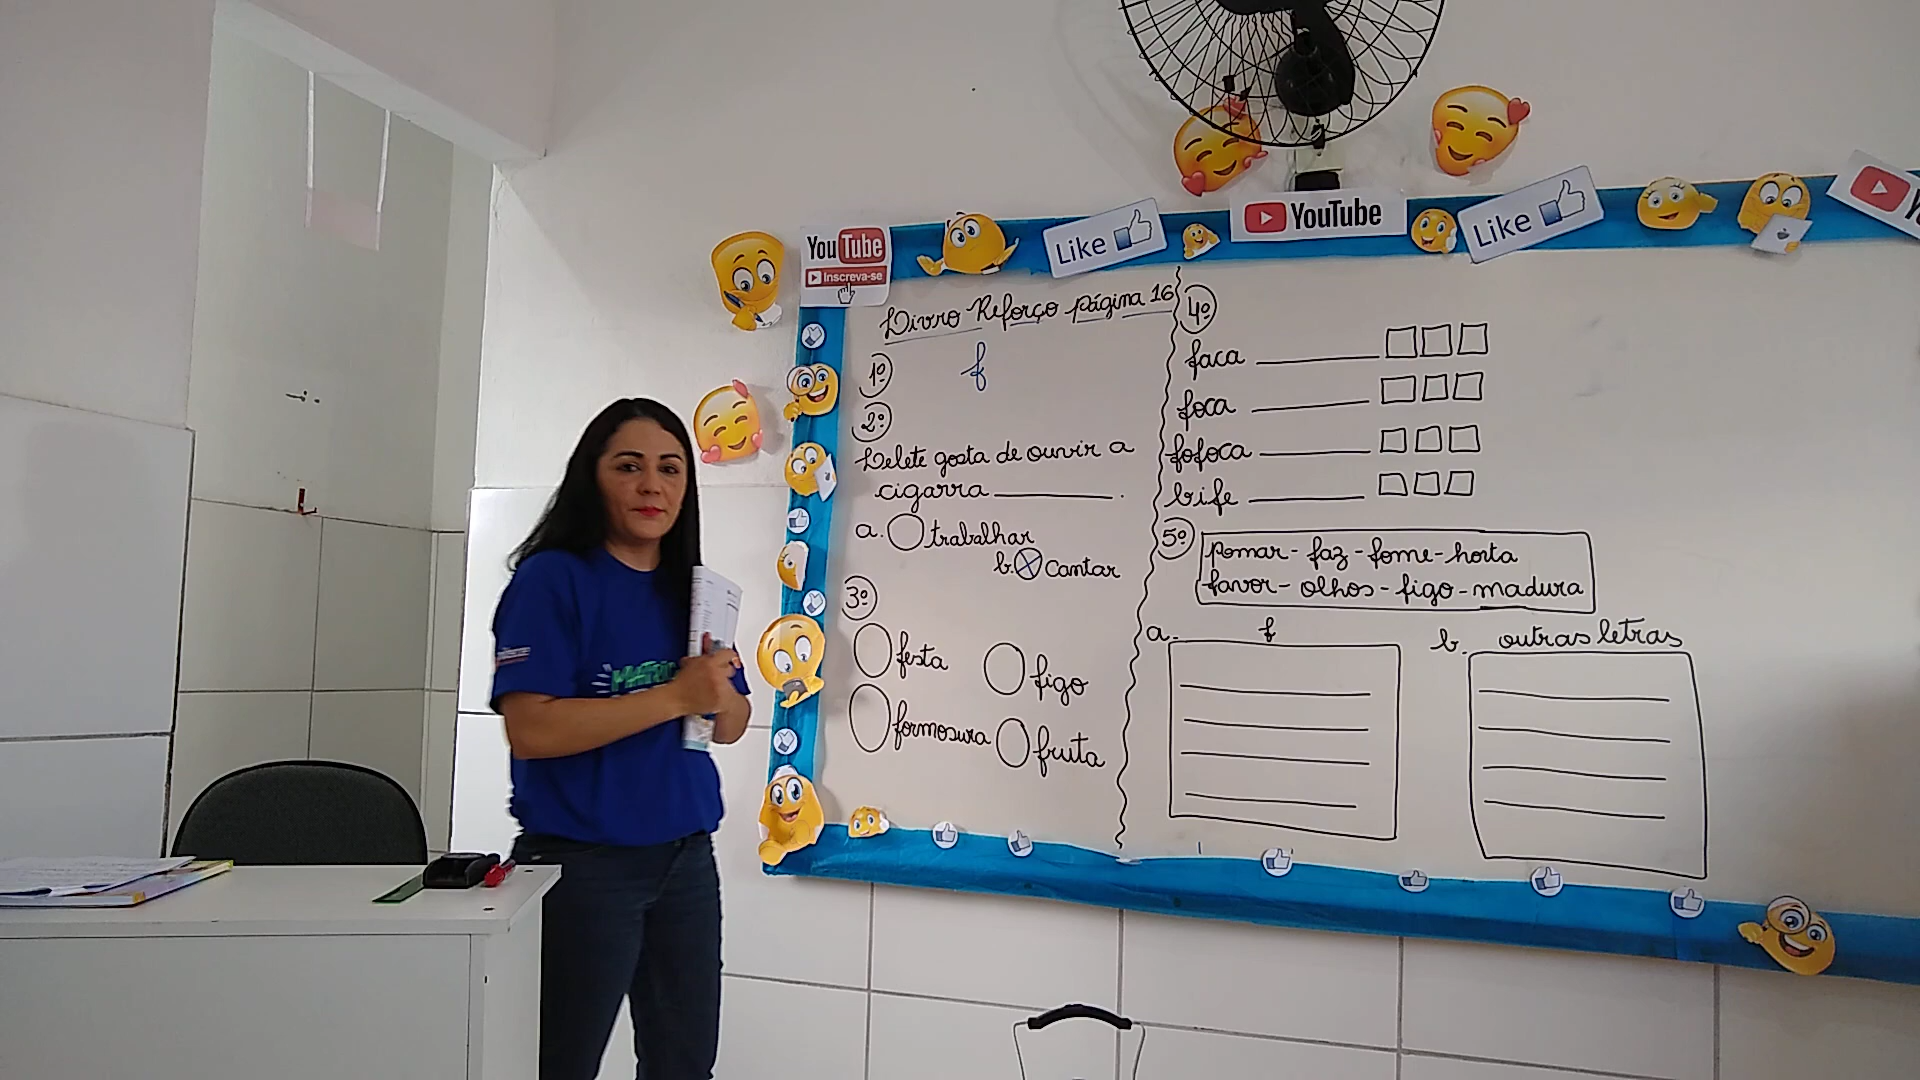 YouTube
Inscreva-se
Like
YouTube
Like
Livro Reforço página 16
1º
f
2º
Lelete gosta de ouvir a
cigarra ________ .
a. trabalhar
b. Cantar
3º
festa
figo
formosura
fruta
4º
faca
foca
fofoca
bife
5º
pomar - faz - fome - horta
favor - olhos - figo - madura
a. f
b. outras letras